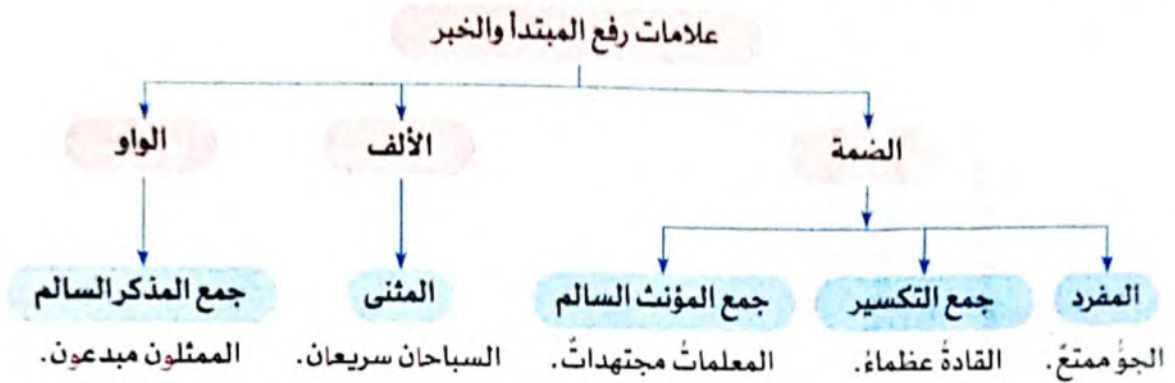 علامات رفع المبتدأ والخبر
الضمة
الألف
الواو
المفرد
جمع التكسير
جمع المؤنث السالم
المثنى
جمع المذكر السالم
الجوُّ ممتعٌ.
القادةُ عظماءُ.
المعلماتُ مجتهداتٌ.
السباحان سريعان.
الممثلون مبدعون.